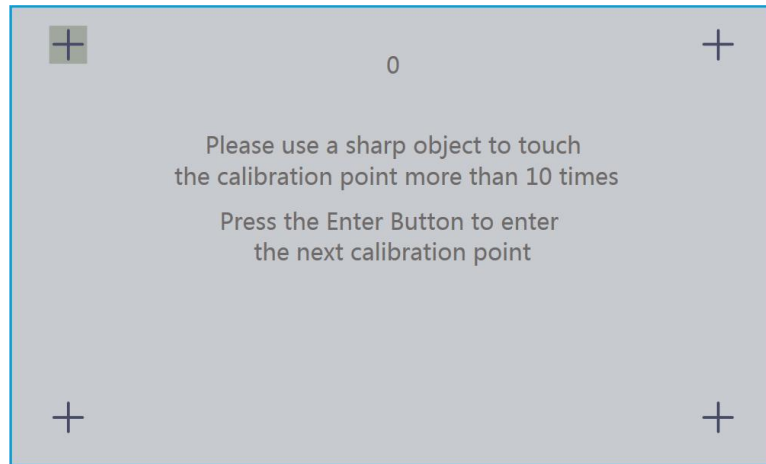 0
Please use a sharp object to touch
the calibration point more than 10 times
Press the Enter Button to enter
the next calibration point